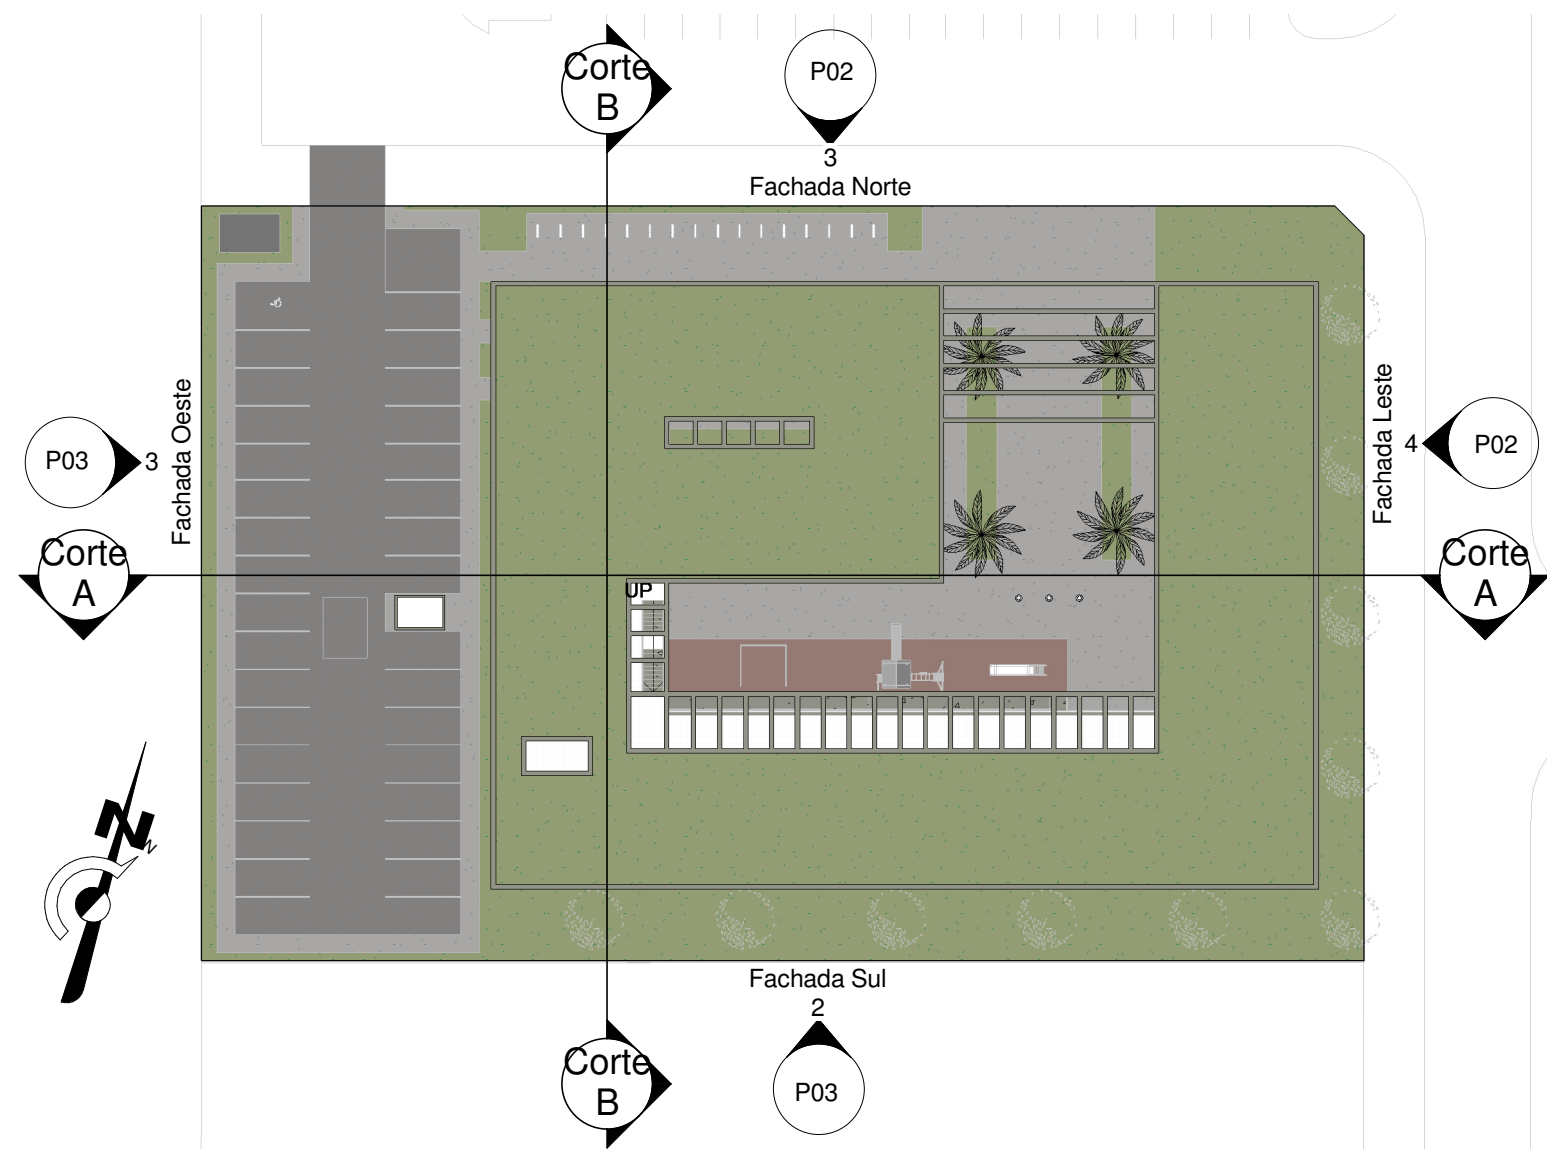 Corte
B
P02
3
Fachada Norte
Fachada Oeste
P03
3
Fachada Leste
4
P02
Corte
A
Corte
A
UP
N
N
Fachada Sul
2
Corte
B
P03